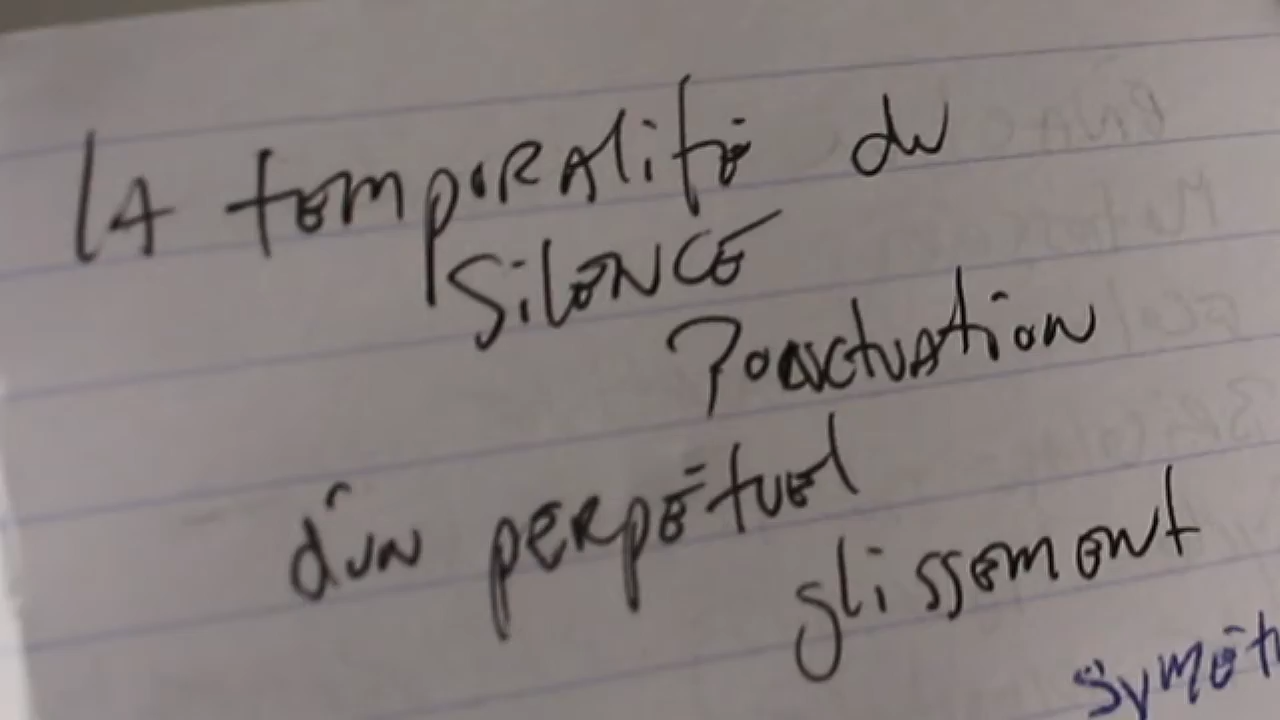 la temporalité du
silence
Ponctuation
d'un perpétuel
glissement